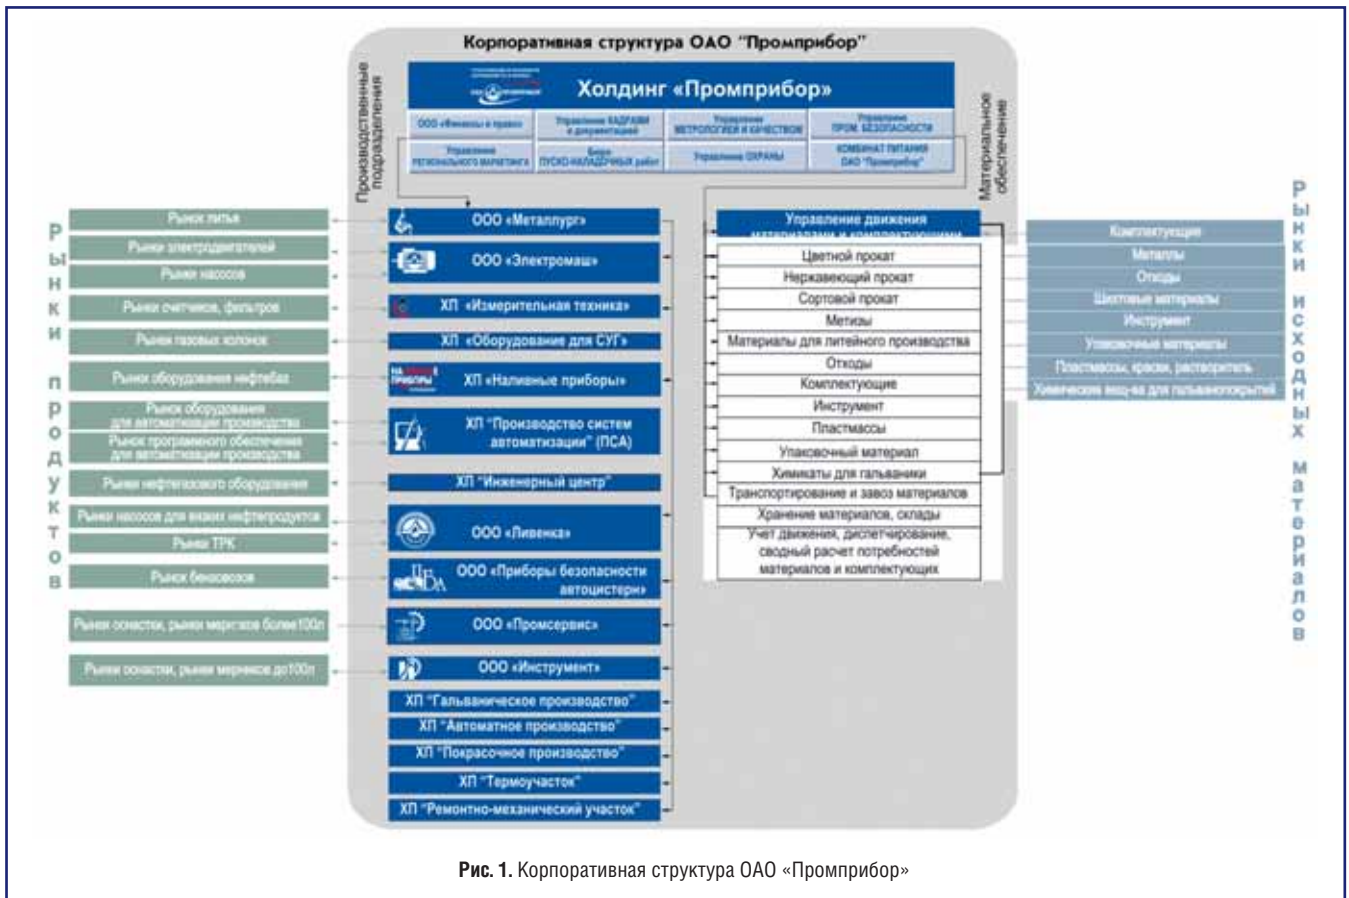 Корпоративная структура ОАО "Промприбор"
Производственные
подразделения
Материальное
обеспечение
Холдинг «Промприбор»
ООО «Финансы и право»
Управление КАДРАМИ
и документацией
Управление
МЕТРОЛОГИЕЙ И КАЧЕСТВОМ
Управление
ПРОМ. БЕЗОПАСНОСТИ
Управление
РЕГИОНАЛЬНОГО МАРКЕТИНГА
Бюро
ПУСКО-НАЛАДОЧНЫХ работ
Управление ОХРАНЫ
КОМБИНАТ ПИТАНИЯ
ОАО "Промприбор"
Рынки продуктов
Рынок литья
Рынки электродвигателей
Рынки насосов
Рынки счетчиков, фильтров
Рынок газовых колонок
Рынок оборудования нефтебаз
Рынок оборудования
для автоматизации производства
Рынок программного обеспечения
для автоматизации производства
Рынки нефтегазового оборудования
Рынки насосов для вязких нефтепродуктов
Рынки ТРК
Рынок бензовозов
Рынки оснастки, рынки мерников более100л
Рынки оснастки, рынки мерников до100л
ООО «Металлург»
ООО «Электромаш»
ХП «Измерительная техника»
ХП «Оборудование для СУГ»
ПРИБОРЫ
ХП «Наливные приборы»
ХП "Производство систем
автоматизации" (ПСА)
ХП "Инженерный центр"
ООО «Ливенка»
ООО «Приборы безопасности
автоцистерн»
ООО «Промсервис»
ООО «Инструмент»
ХП "Гальваническое производство"
ХП "Автоматное производство"
ХП "Покрасочное производство"
ХП "Термоучасток"
ХП "Ремонтно-механический участок"
Управление движения
материалами и комплектующими
Цветной прокат
Нержавеющий прокат
Сортовой прокат
Метизы
Материалы для литейного производства
Отходы
Комплектующие
Инструмент
Пластмассы
Упаковочный материал
Химикаты для гальваники
Транспортирование и завоз материалов
Хранение материалов, склады
Учет движения, диспетчирование,
сводный расчет потребностей
материалов и комплектующих
Комплектующие
Металлы
Отходы
Шихтовые материалы
Инструмент
Упаковочные материалы
Пластмассы, краски, растворитель
Химические вещ-ва для гальванопокрытий
Рынки исходных материалов
Рис. 1. Корпоративная структура ОАО «Промприбор»